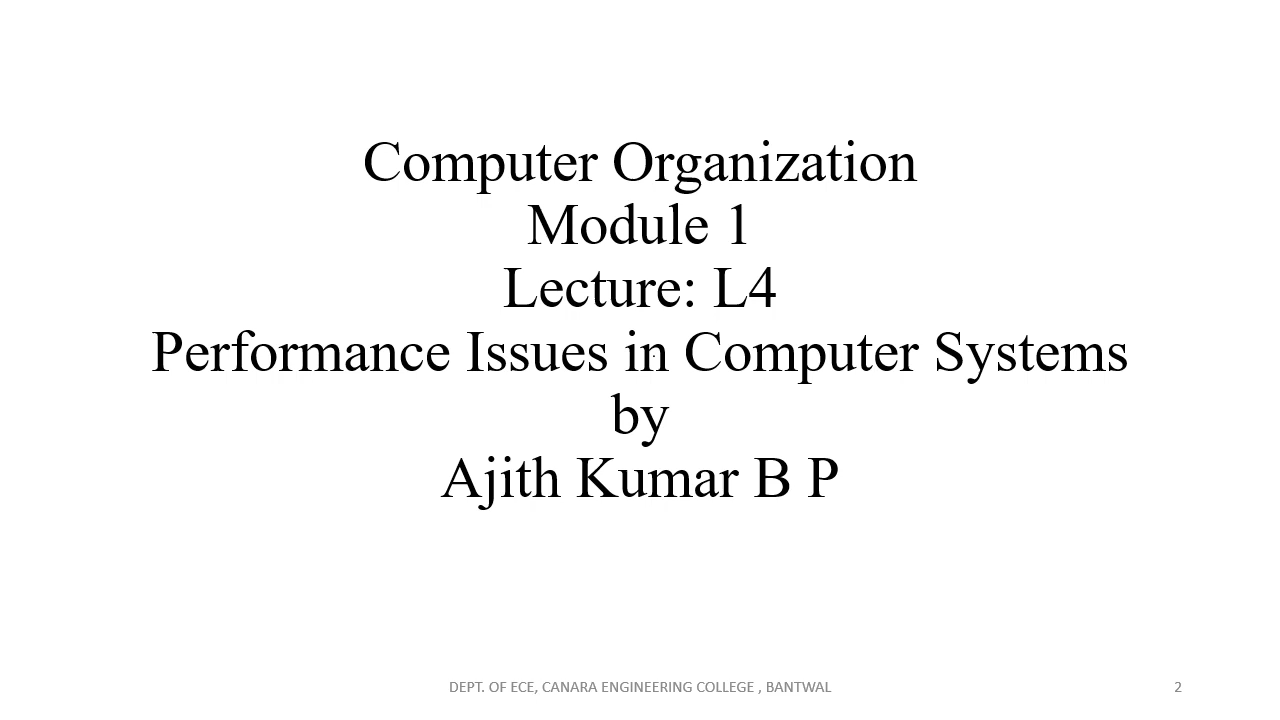 Computer Organization
Module 1
Lecture: L4
Performance Issues in Computer Systems
by
Ajith Kumar B P
DEPT. OF ECE, CANARA ENGINEERING COLLEGE , BANTWAL
2